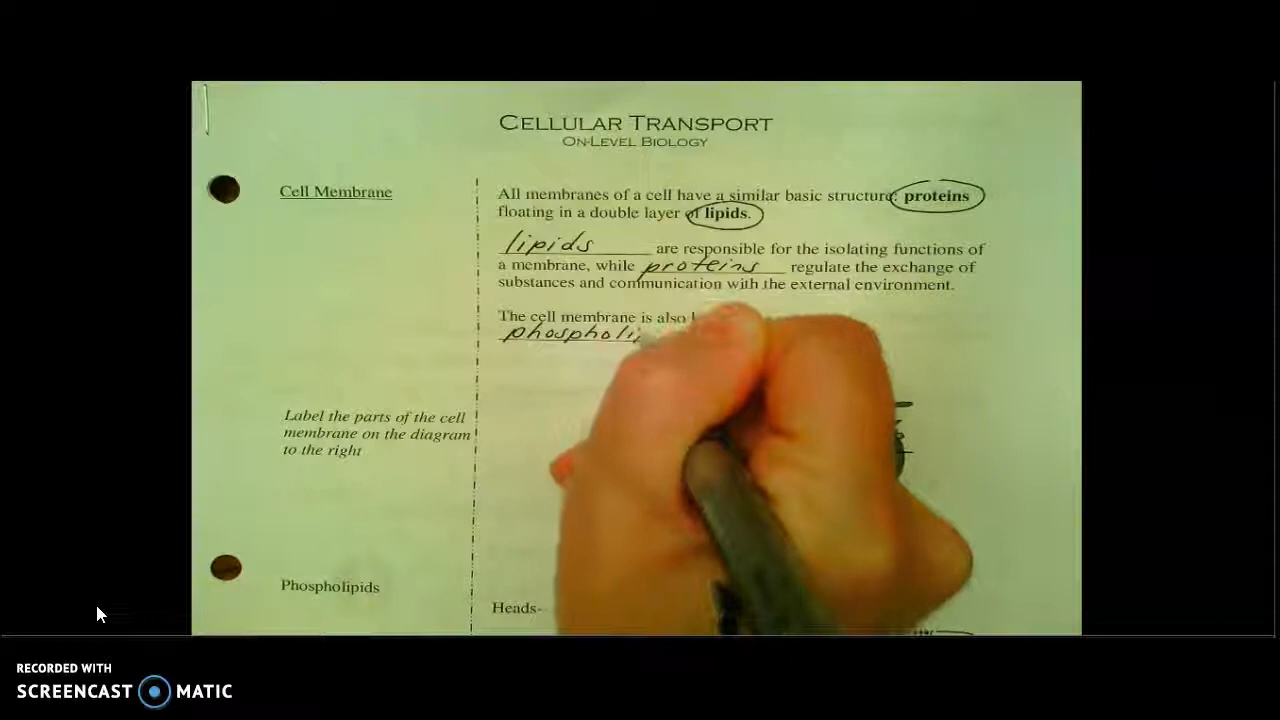 CELLULAR TRANSPORT
ON-LEVEL BIOLOGY
Cell Membrane
All membranes of a cell have a similar basic structure: proteins
floating in a double layer of lipids.
lipids are responsible for the isolating functions of
a membrane, while proteins regulate the exchange of
substances and communication with the external environment.
The cell membrane is also
phospholi
Label the parts of the cell
membrane on the diagram
to the right
Phospholipids
Heads-
RECORDED WITH
SCREENCAST MATIC